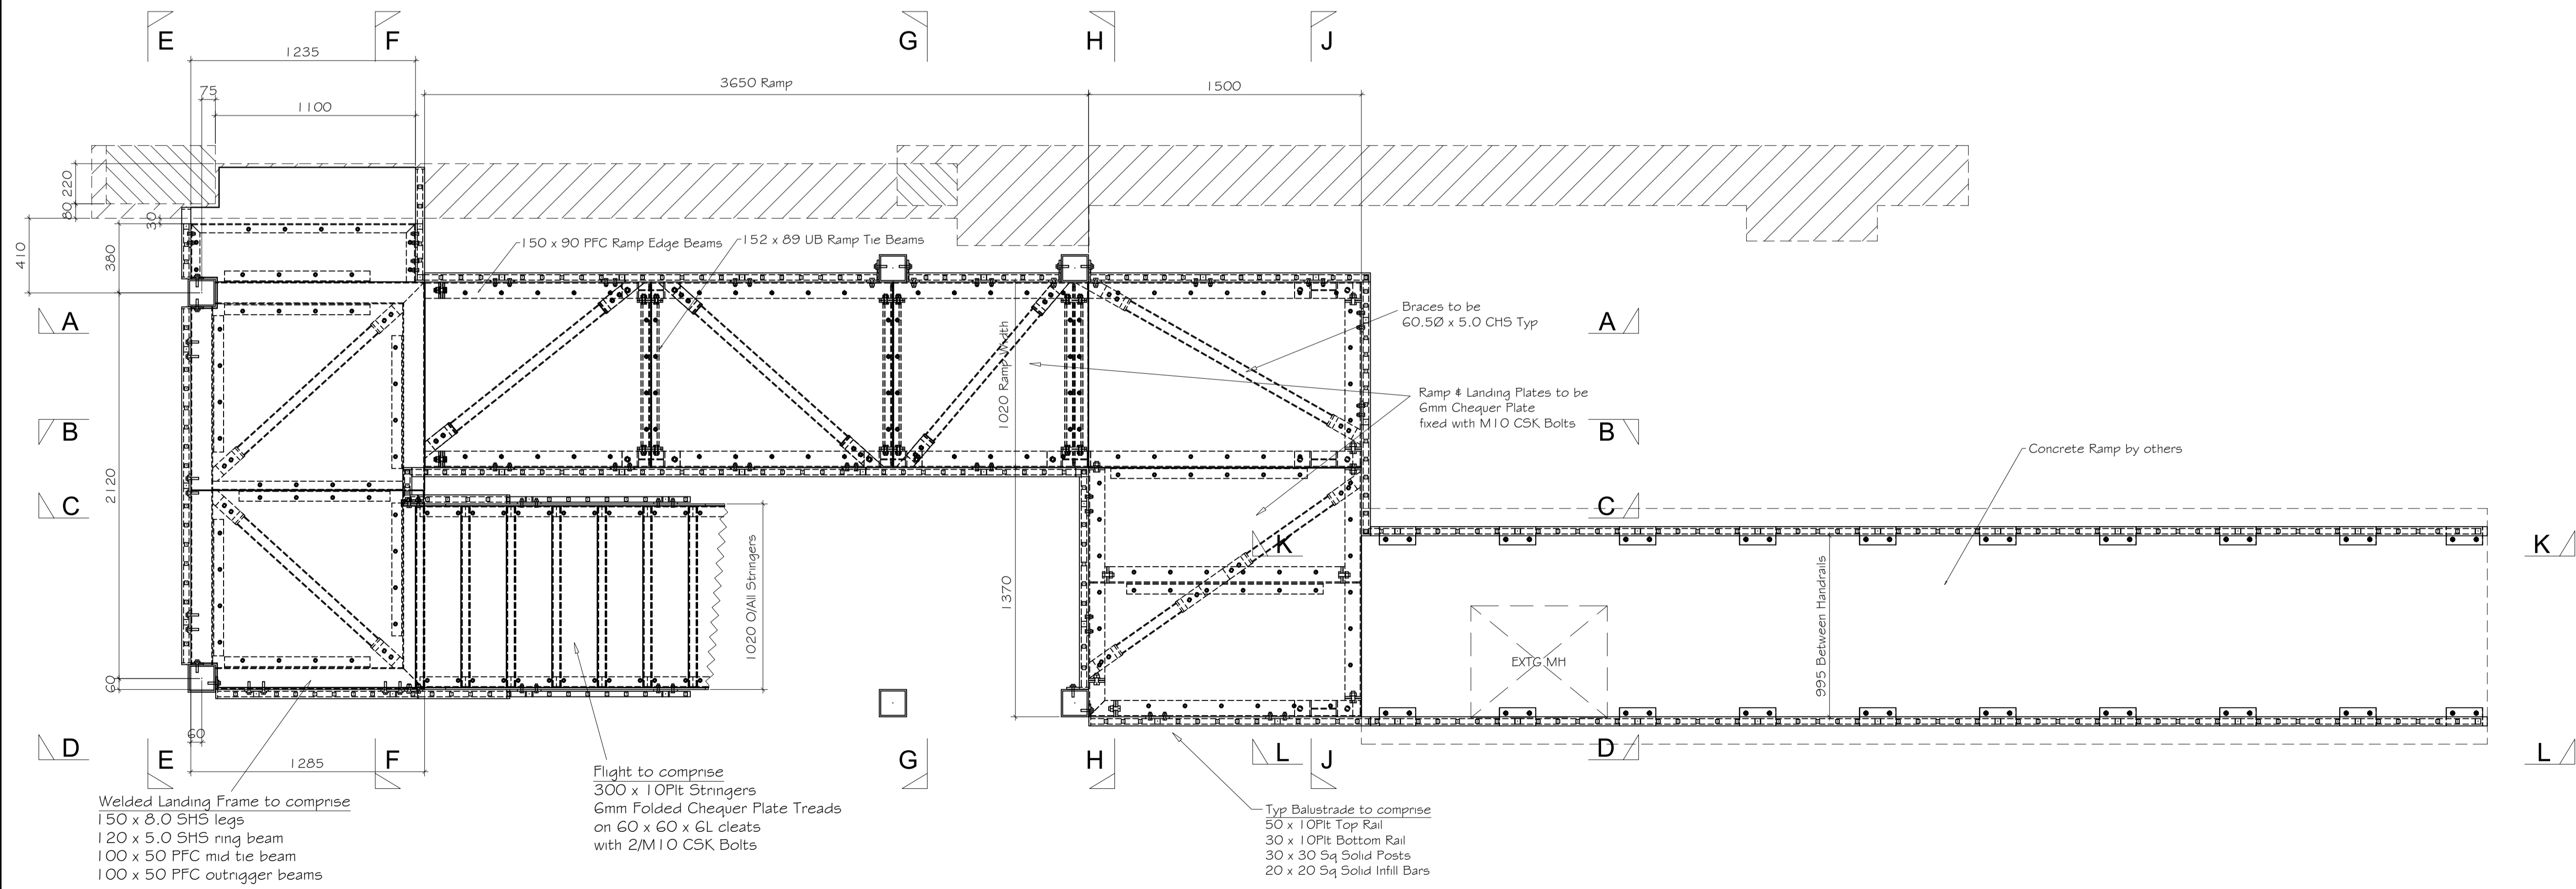 E
F
G
H
J
1235
75
1100
3650 Ramp
1500
220
80
30
410
380
150 x 90 PFC Ramp Edge Beams
152 x 89 UB Ramp Tie Beams
A
Braces to be
60.5Ø x 5.0 CHS Typ
A
1020 Ramp Width
Ramp & Landing Plates to be
6mm Chequer Plate
fixed with M10 CSK Bolts
B
B
Concrete Ramp by others
2120
C
C
K
K
1020 O/All Stringers
1370
995 Between Handrails
EXTG MH
60
60
1285
D
E
F
G
H
L
J
D
L
Welded Landing Frame to comprise
150 x 8.0 SHS legs
120 x 5.0 SHS ring beam
100 x 50 PFC mid tie beam
100 x 50 PFC outrigger beams
Flight to comprise
300 x 10Plt Stringers
6mm Folded Chequer Plate Treads
on 60 x 60 x 6L cleats
with 2/M10 CSK Bolts
Typ Balustrade to comprise
50 x 10Plt Top Rail
30 x 10Plt Bottom Rail
30 x 30 Sq Solid Posts
20 x 20 Sq Solid Infill Bars